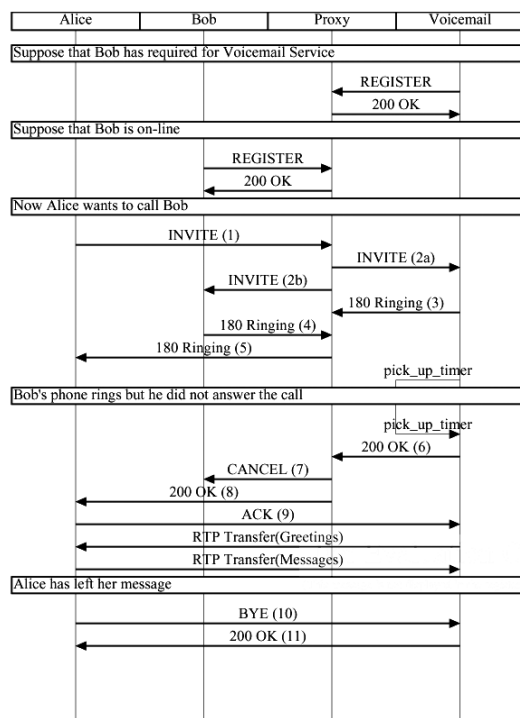 Alice Bob Proxy Voicemail
Suppose that Bob has required for Voicemail Service
REGISTER
200 OK
Suppose that Bob is on-line
REGISTER
200 OK
Now Alice wants to call Bob
INVITE (1)
INVITE (2a)
INVITE (2b)
180 Ringing (3)
180 Ringing (4)
180 Ringing (5)
pick_up_timer
Bob's phone rings but he did not answer the call
pick_up_timer
200 OK (6)
CANCEL (7)
200 OK (8)
ACK (9)
RTP Transfer(Greetings)
RTP Transfer(Messages)
Alice has left her message
BYE (10)
200 OK (11)